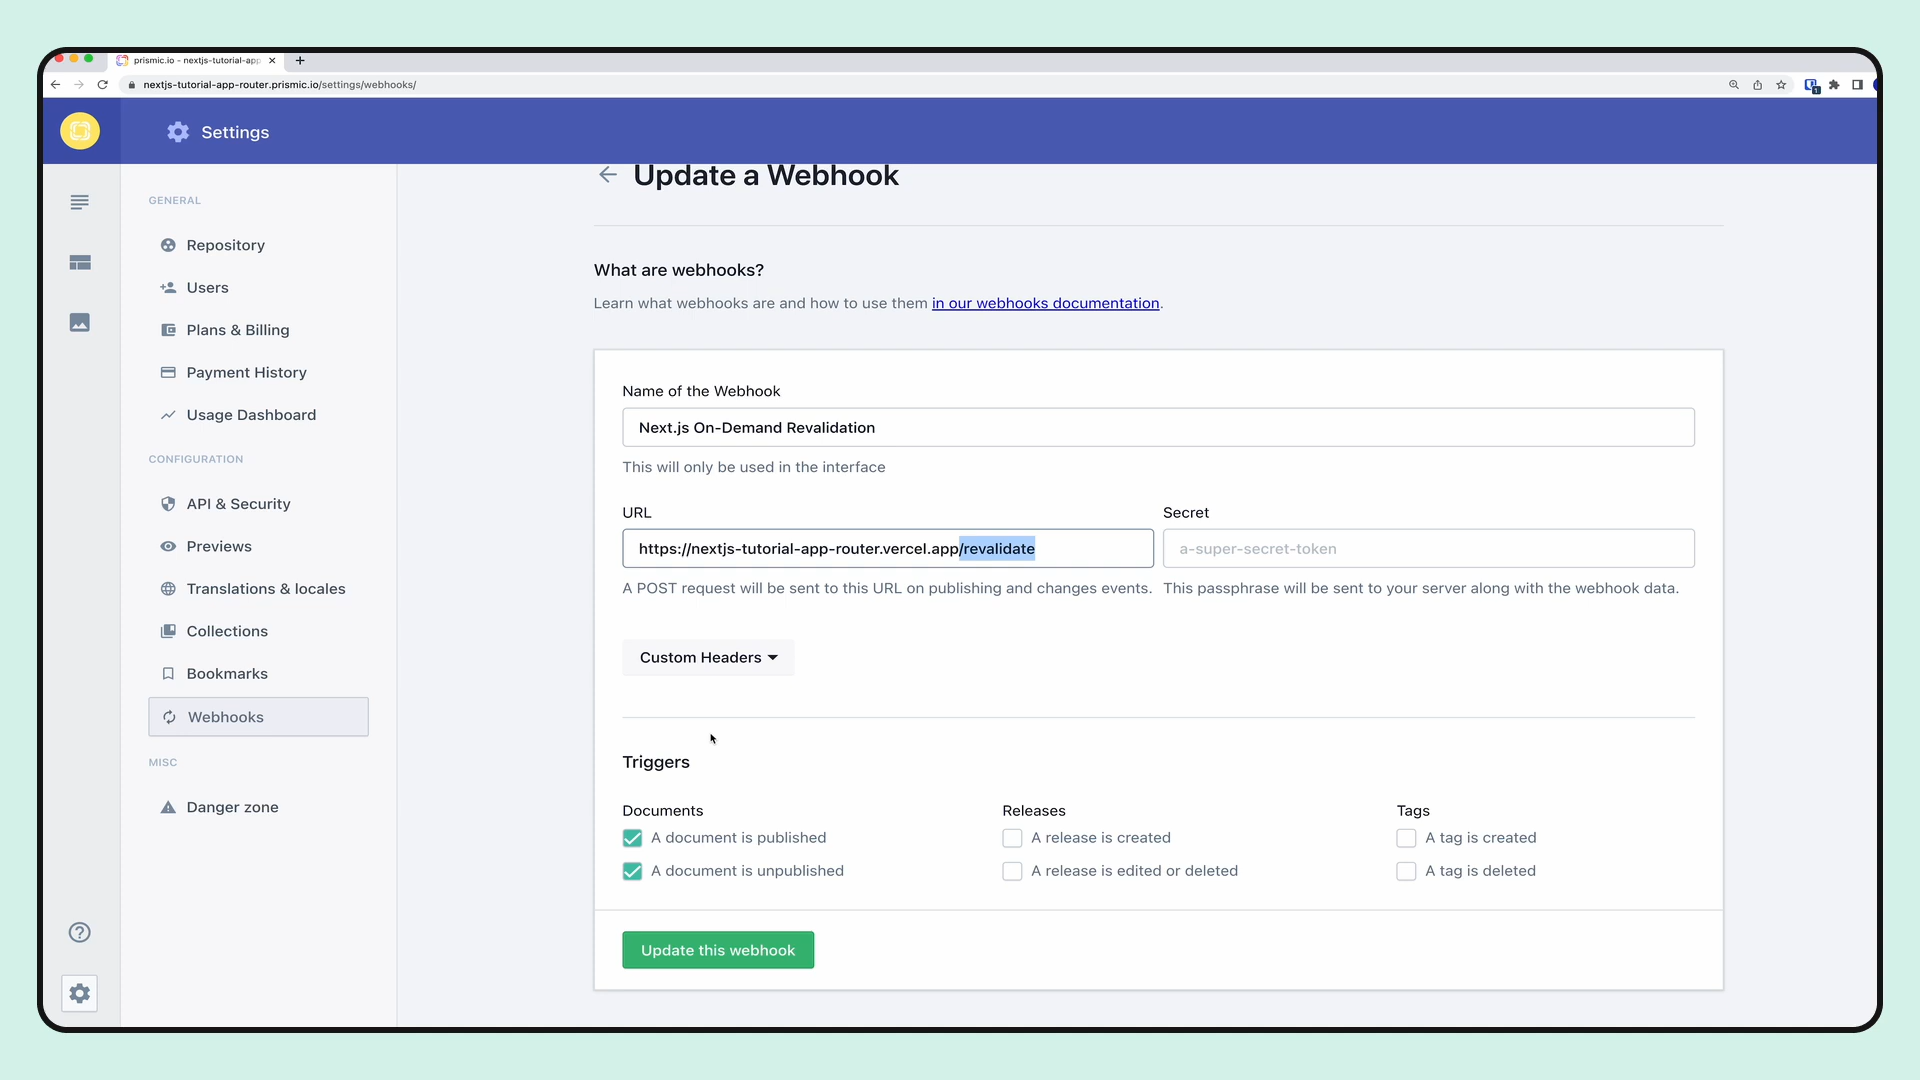 prismic.io - nextjs-tutorial-app
nextjs-tutorial-app-router.prismic.io/settings/webhooks/
1
Settings
GENERAL
Repository
Users
Plans & Billing
Payment History
Usage Dashboard
CONFIGURATION
API & Security
Previews
Translations & locales
Collections
Bookmarks
Webhooks
MISC
Danger zone
Update a Webhook
What are webhooks?
Learn what webhooks are and how to use them in our webhooks documentation.
Name of the Webhook
Next.js On-Demand Revalidation
This will only be used in the interface
URL
Secret
https://nextjs-tutorial-app-router.vercel.app/revalidate
a-super-secret-token
A POST request will be sent to this URL on publishing and changes events.
This passphrase will be sent to your server along with the webhook data.
Custom Headers
Triggers
Documents
A document is published
A document is unpublished
Releases
A release is created
A release is edited or deleted
Tags
A tag is created
A tag is deleted
Update this webhook